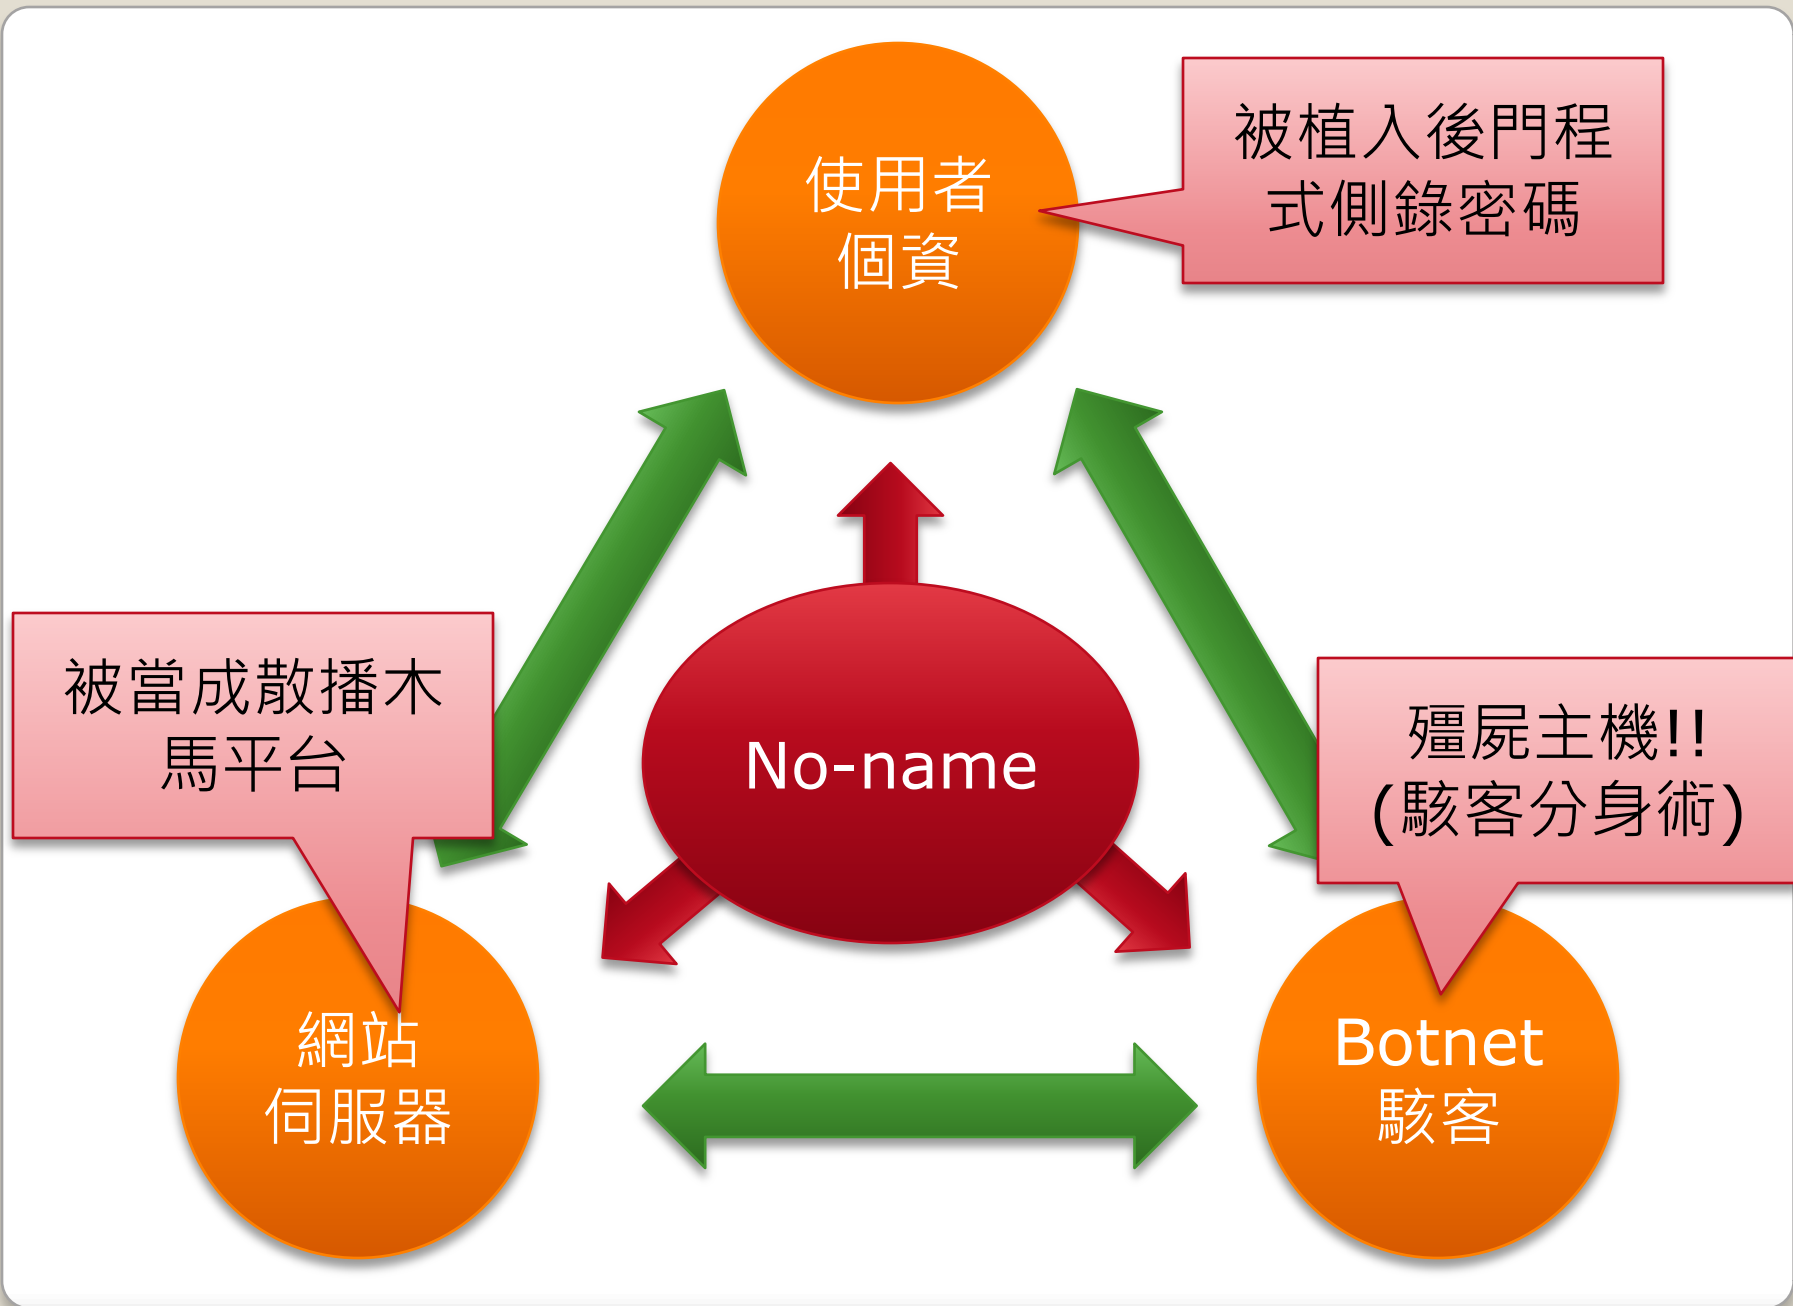 使用者
個資
被植入後門程
式側錄密碼
被當成散播木
馬平台
No-name
殭屍主機!!
(駭客分身術)
網站
伺服器
Botnet
駭客